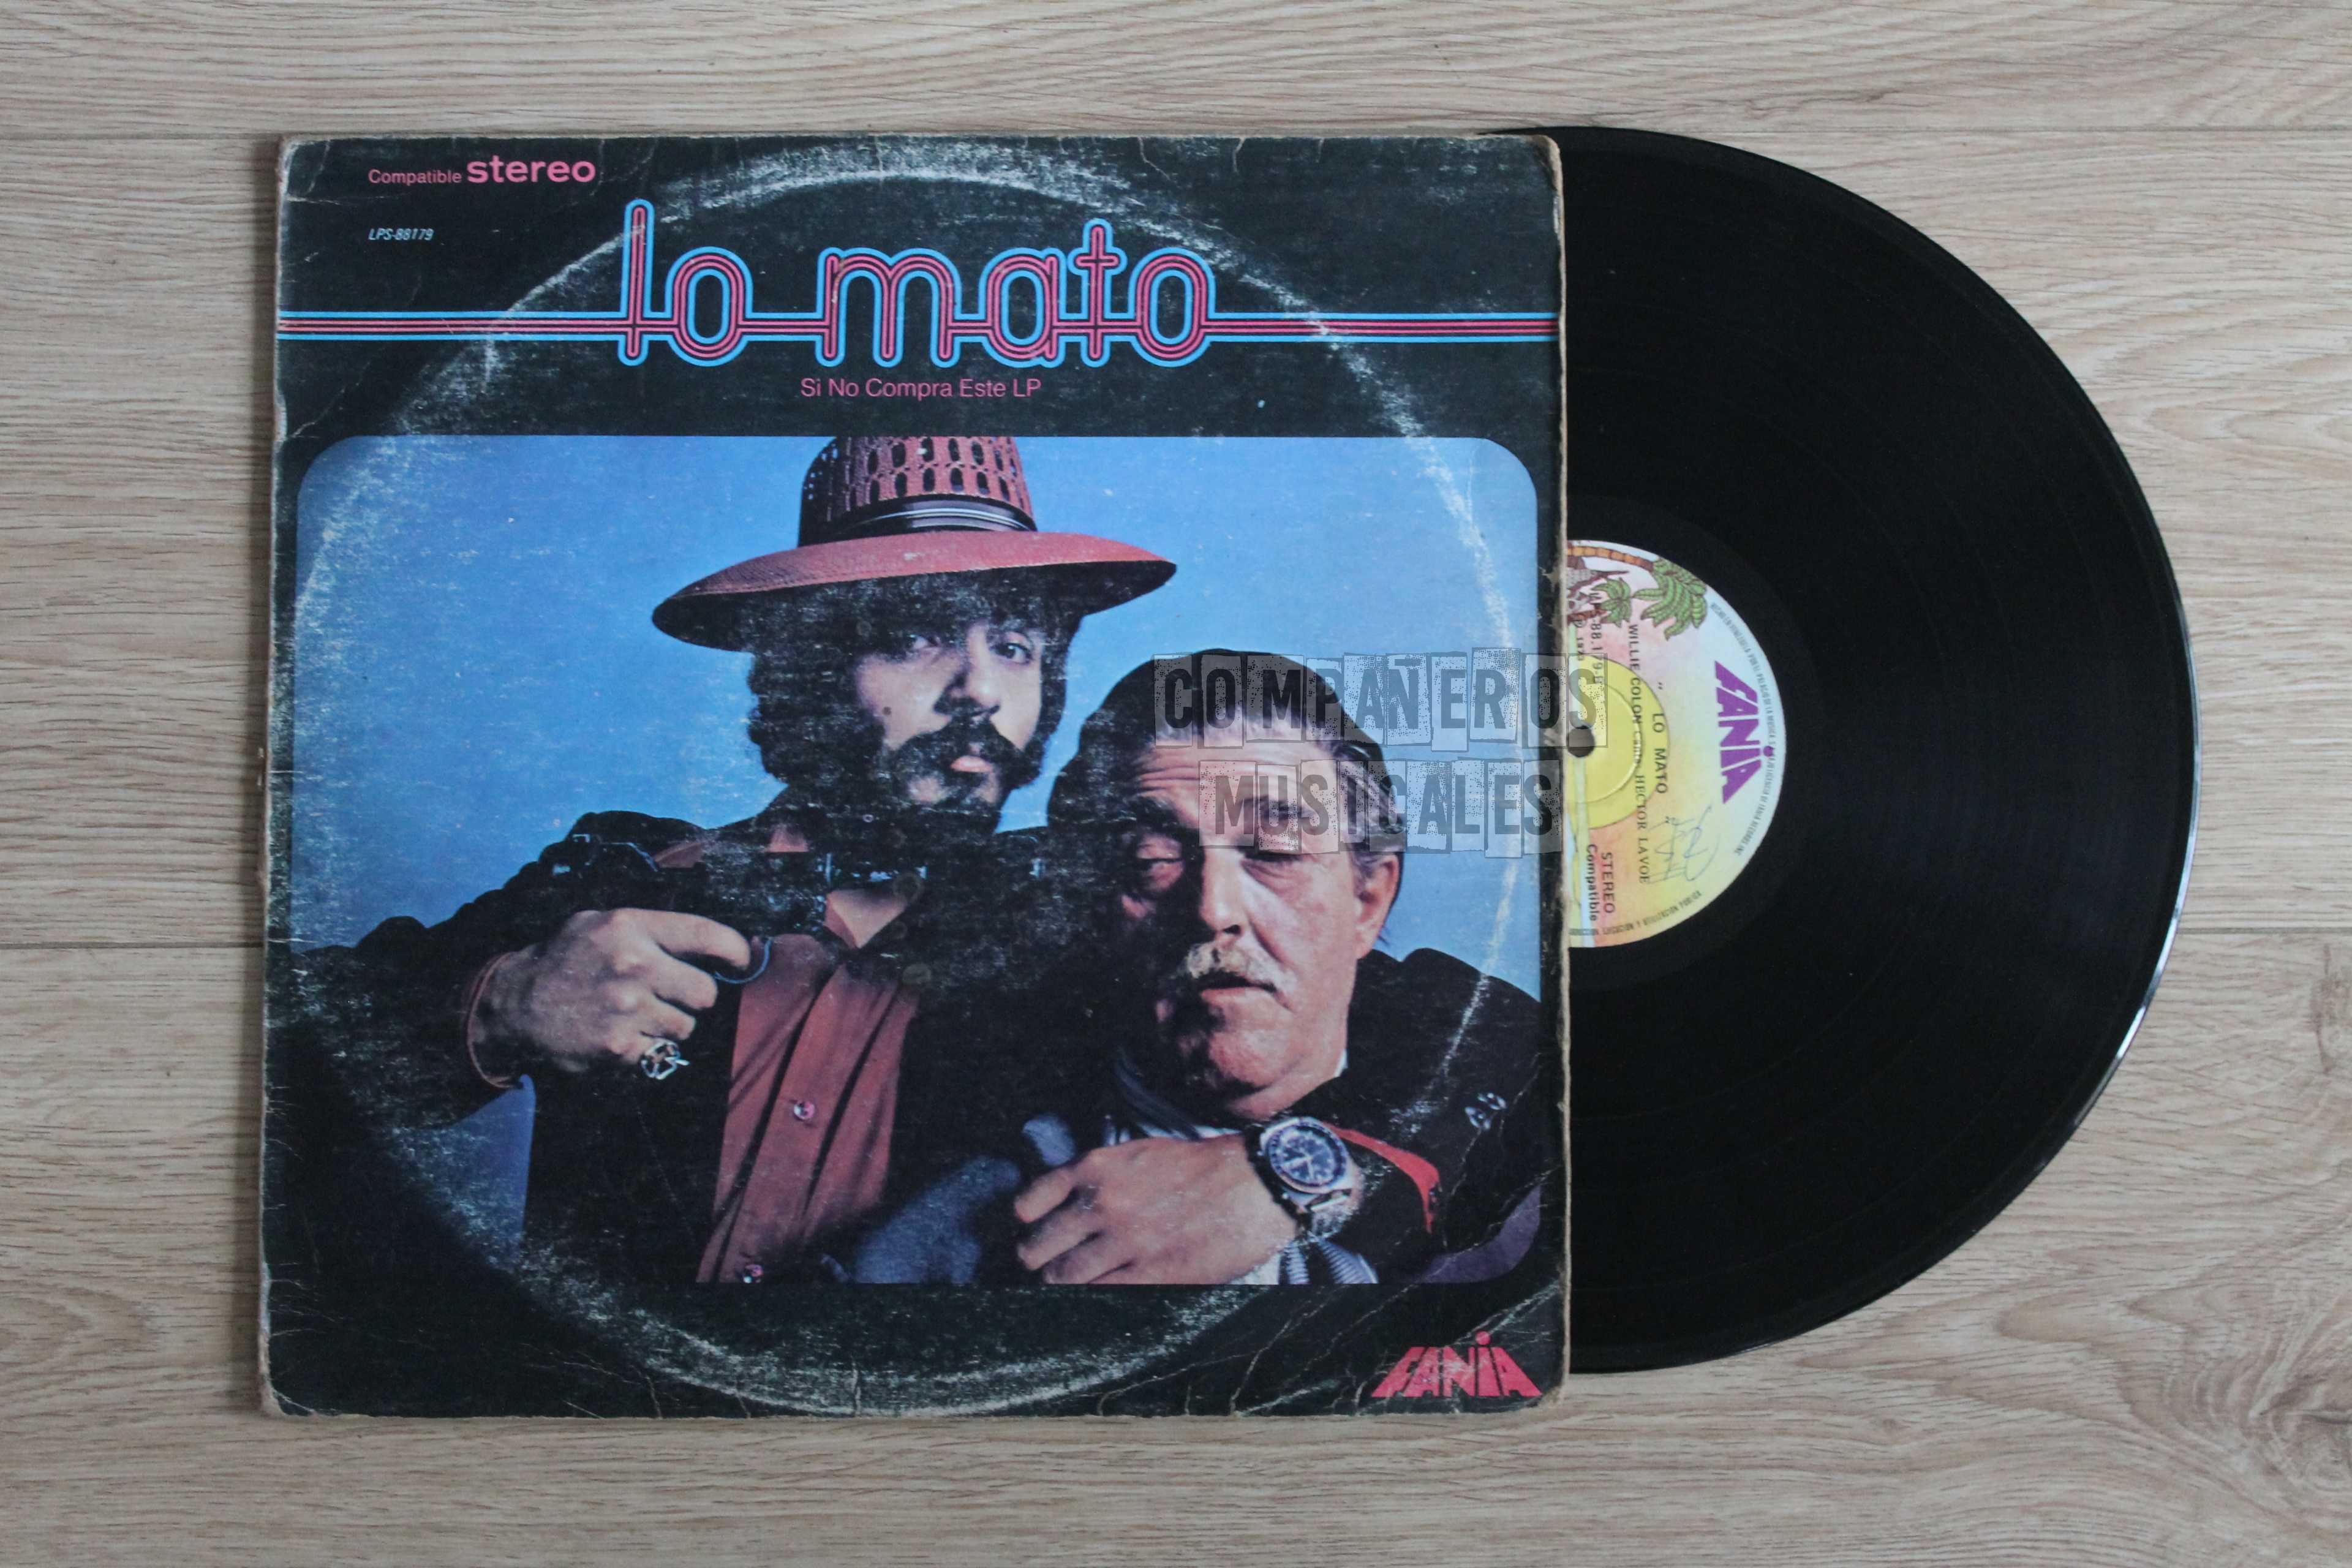 Compatible stereo
LPS-88179
lo mato
Si No Compra Este LP
COMPAÑEROS
MUSICALES
FANIA
FANIA
WILLIE COLON HECTOR LAVOE
" LO MATO "
STEREO
Compatible